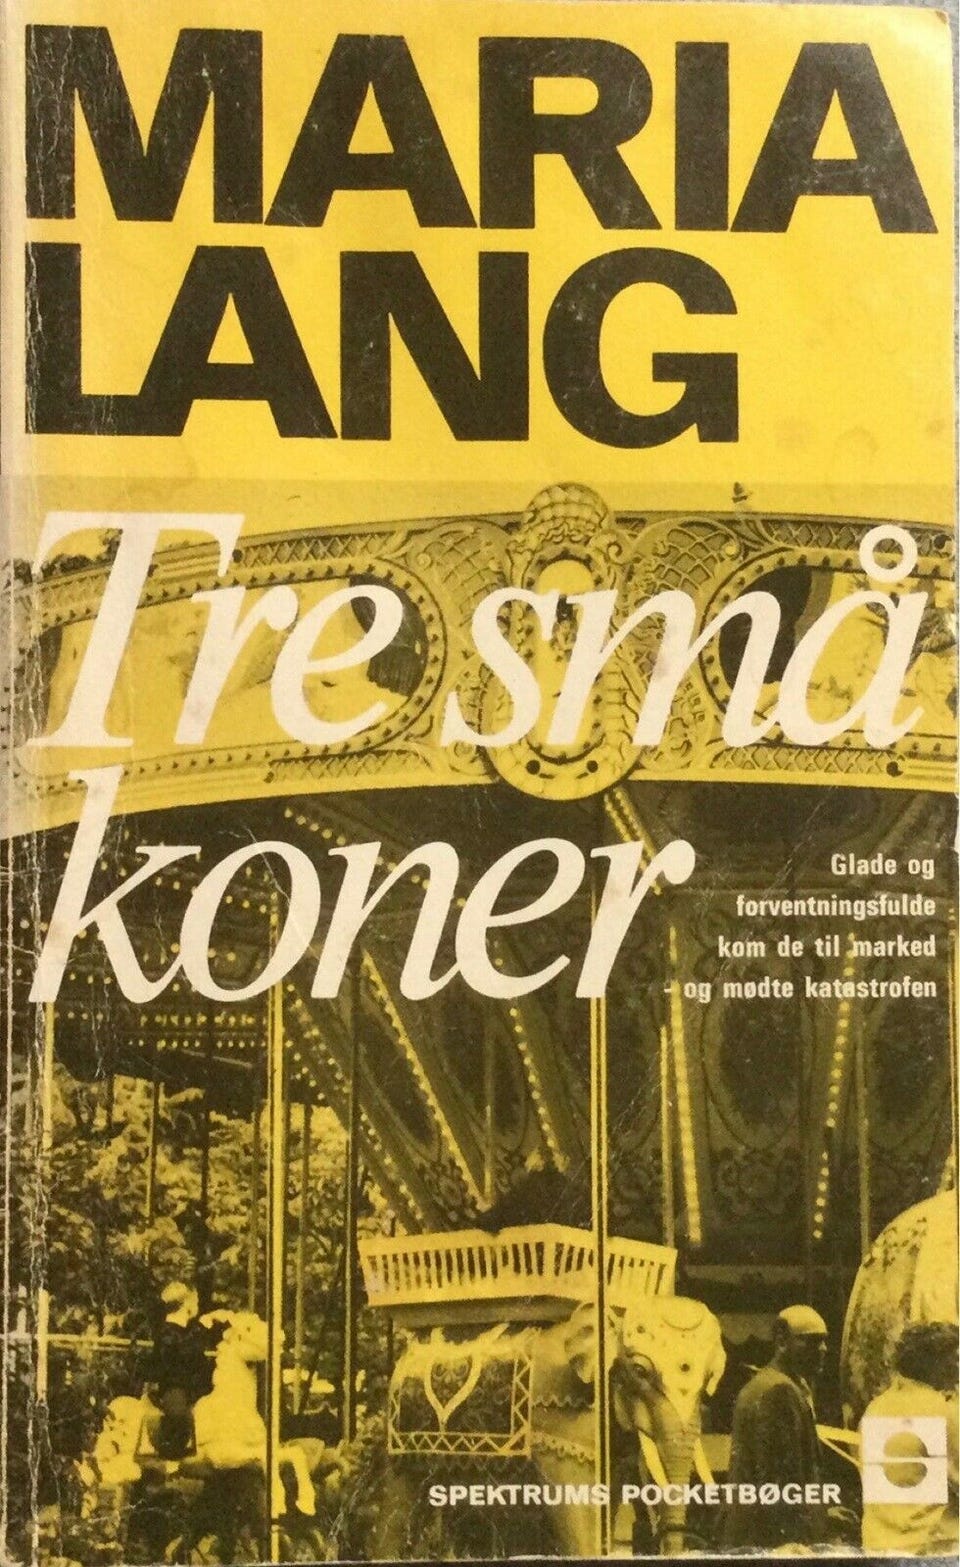 MARIA
LANG
Tre små
koner
Glade og
forventningsfulde
kom de til marked
- og mødte katastrofen
SPEKTRUMS POCKETBØGER
S